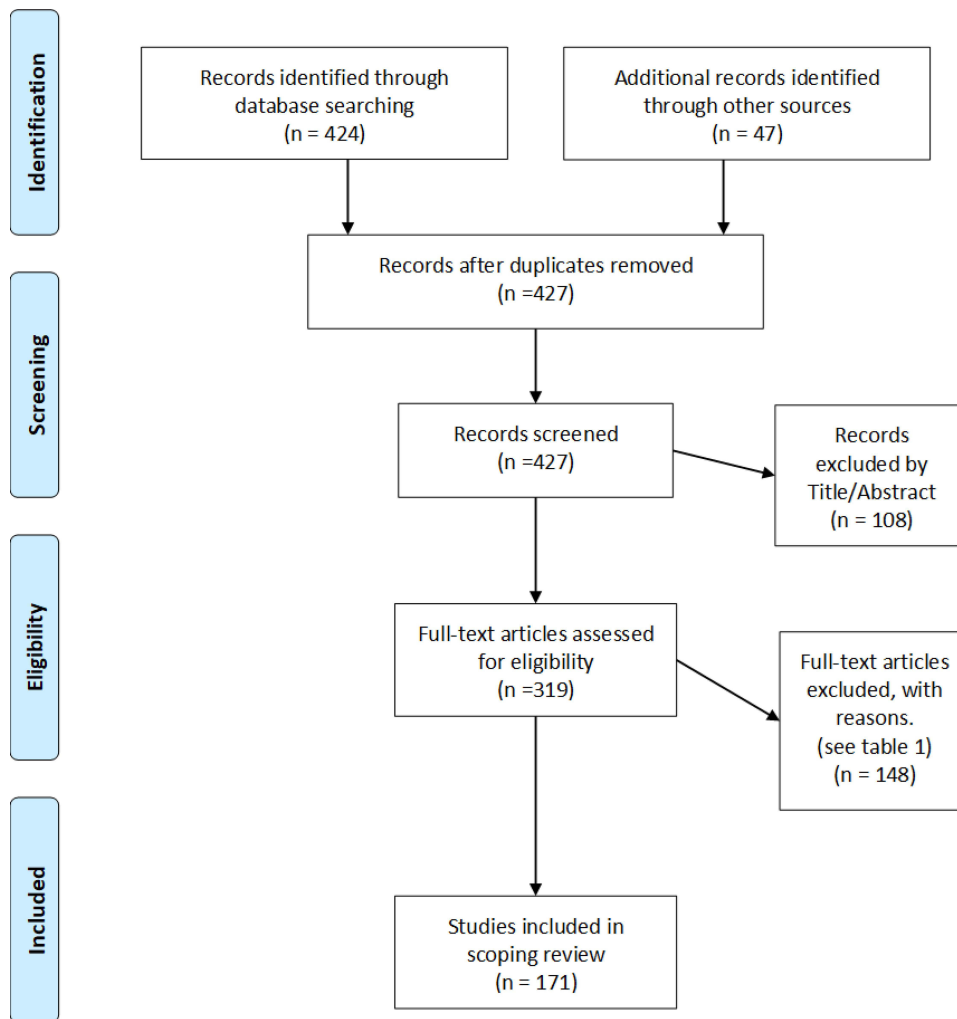 Identification
Records identified through
database searching
(n = 424)
Additional records identified
through other sources
(n = 47)
Records after duplicates removed
(n =427)
Screening
Records screened
(n =427)
Records
excluded by
Title/Abstract
(n = 108)
Eligibility
Full-text articles assessed
for eligibility
(n =319)
Full-text articles
excluded, with
reasons.
(see table 1)
(n = 148)
Included
Studies included in
scoping review
(n = 171)